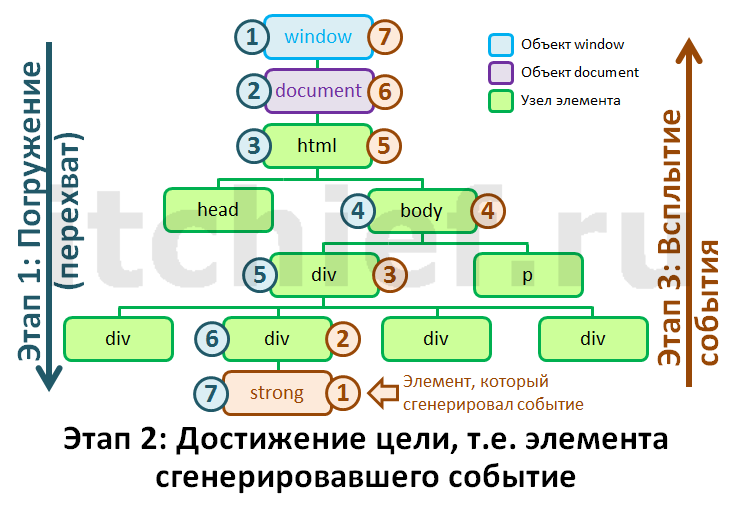 1 window 7
2 document 6
3 html 5
head
4 body 4
5 div 3
p
div
6 div 2
div
div
7 strong 1
Объект window
Объект document
Узел элемента
Этап 1: Погружение
(перехват)
Этап 3: Всплытие
события
Элемент, который
сгенерировал событие
Этап 2: Достижение цели, т.е. элемента
сгенерировавшего событие
itchief.ru